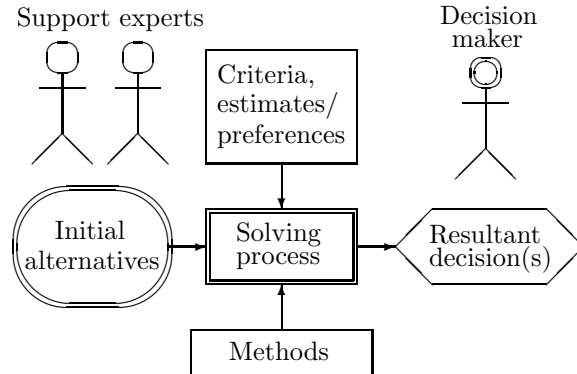 Support experts
Decision
maker
Criteria,
estimates/
preferences
Initial
alternatives
Solving
process
Resultant
decision(s)
Methods